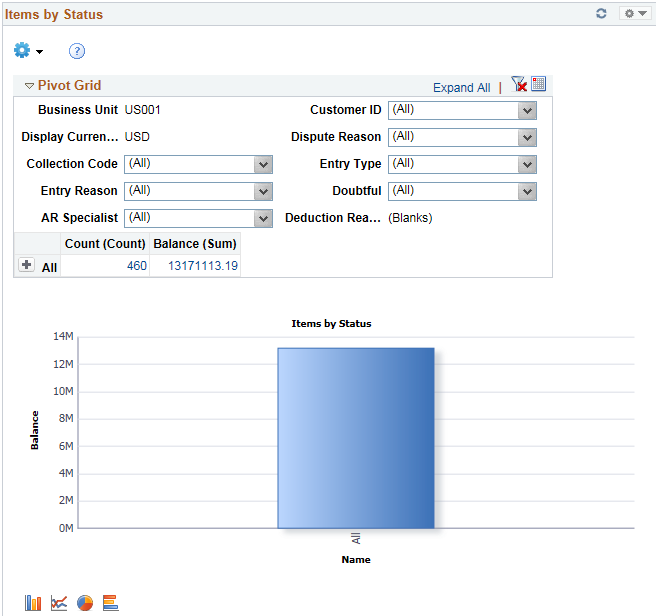 Items by Status
?
Pivot Grid
Expand All |
Business Unit US001 Customer ID (All)
Display Curren... USD Dispute Reason (All)
Collection Code (All) Entry Type (All)
Entry Reason (All) Doubtful (All)
AR Specialist (All) Deduction Rea... (Blanks)
Count (Count) Balance (Sum)
All 460 13171113.19
Items by Status
14M
12M
10M
8M
6M
4M
2M
0M
Balance
All
Name